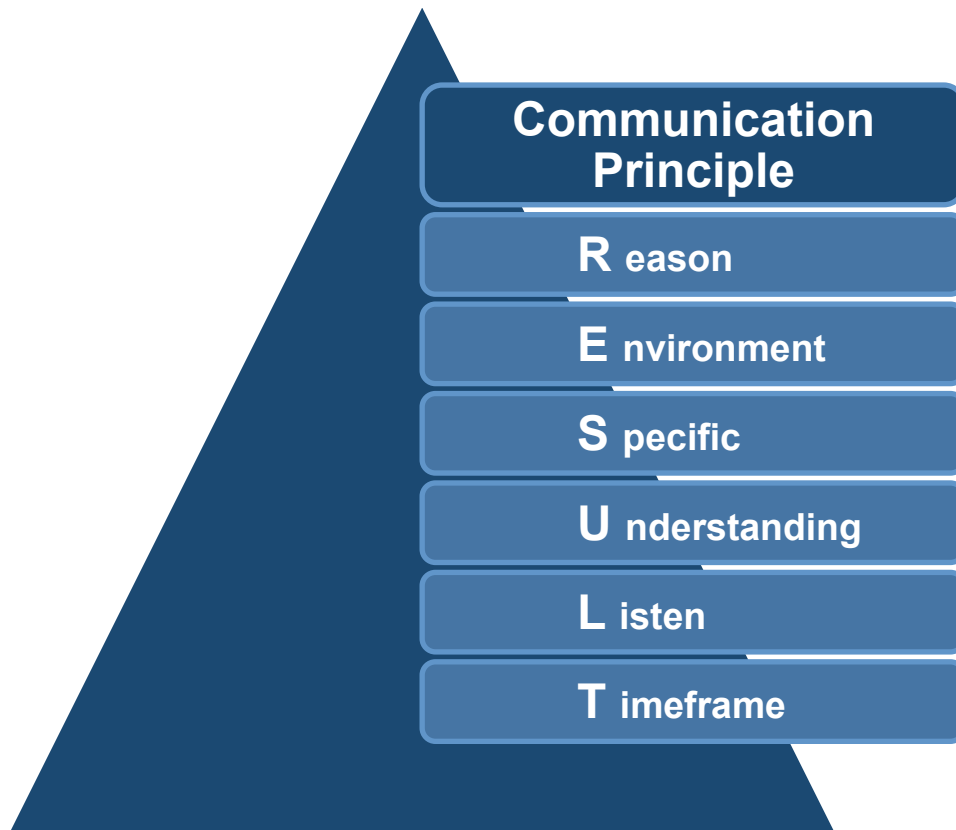 Communication
Principle
R eason
E nvironment
S pecific
U nderstanding
L isten
T imeframe